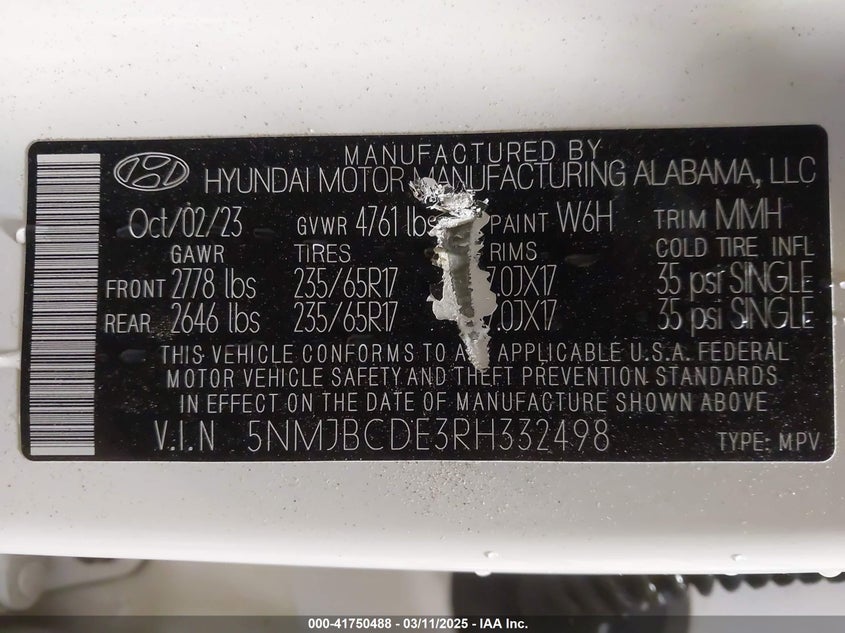 MANUFACTURED BY
HYUNDAI MOTOR MANUFACTURING ALABAMA, LLC
Oct/02/23 GVWR 4761 lbs PAINT W6H TRIM MMH
GAWR TIRES RIMS COLD TIRE INFL
FRONT 2778 lbs 235/65R17 7.0JX17 35 psi SINGLE
REAR 2646 lbs 235/65R17 .0JX17 35 psi SINGLE
THIS VEHICLE CONFORMS TO APPLICABLE U.S.A. FEDERAL
MOTOR VEHICLE SAFETY AND THEFT PREVENTION STANDARDS
IN EFFECT ON THE DATE OF MANUFACTURE SHOWN ABOVE
V.I.N 5NMJBCDE3RH332498 TYPE: MPV
000-41750488 - 03/11/2025 - IAA Inc.